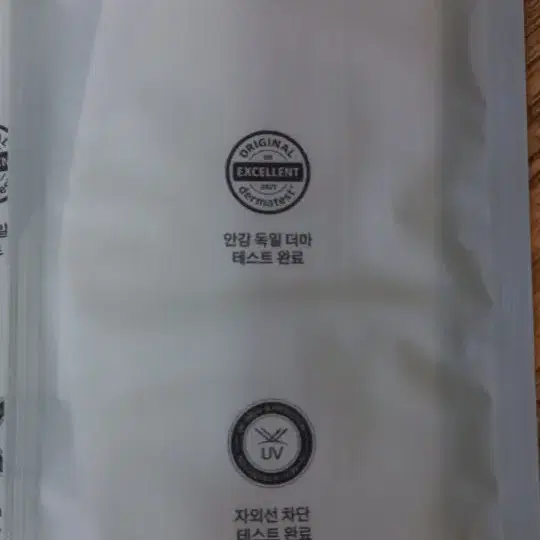 ORIGINAL
EXCELLENT
dermatest
안감 독일 더마
테스트 완료
UV
자외선 차단
테스트 완료